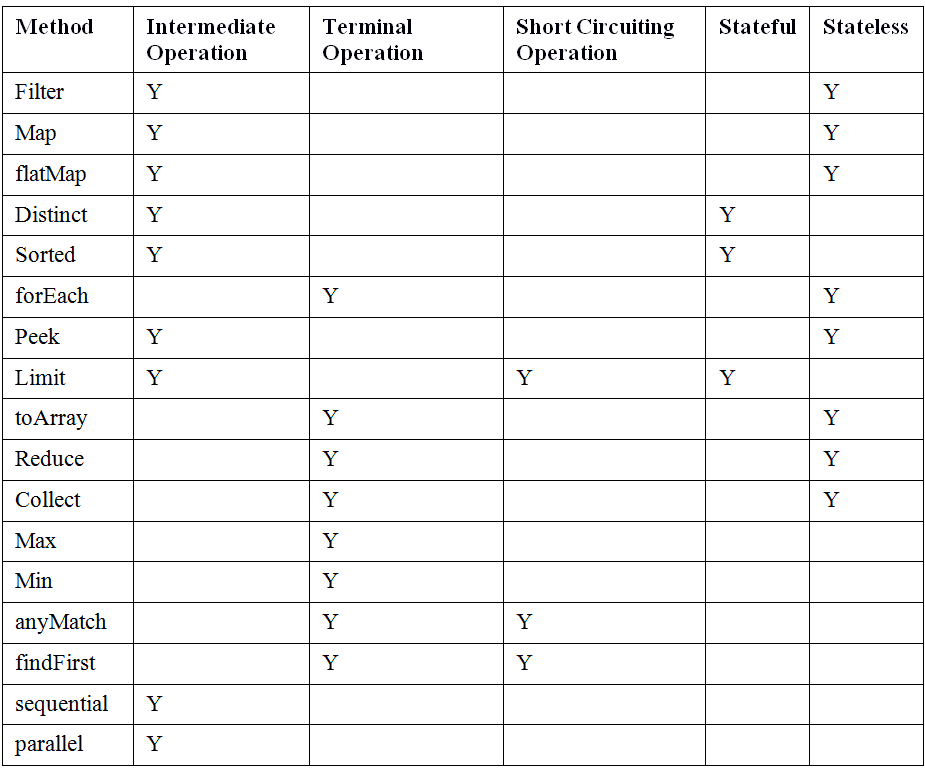 Method Intermediate Operation Terminal Operation Short Circuiting Operation Stateful Stateless
Filter Y Y
Map Y Y
flatMap Y Y
Distinct Y Y
Sorted Y Y
forEach Y Y
Peek Y Y
Limit Y Y Y
toArray Y Y
Reduce Y Y
Collect Y Y
Max Y
Min Y
anyMatch Y Y
findFirst Y Y
sequential Y
parallel Y